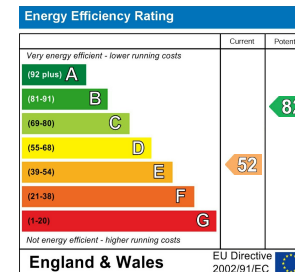 Energy Efficiency Rating
Current
Very energy efficient - lower running costs
(92 plus) A
(81-91) B
(69-80) C
(55-68) D
(39-54) E
52
(21-38) F
(1-20) G
Not energy efficient - higher running costs
England & Wales
EU Directive
2002/91/EC